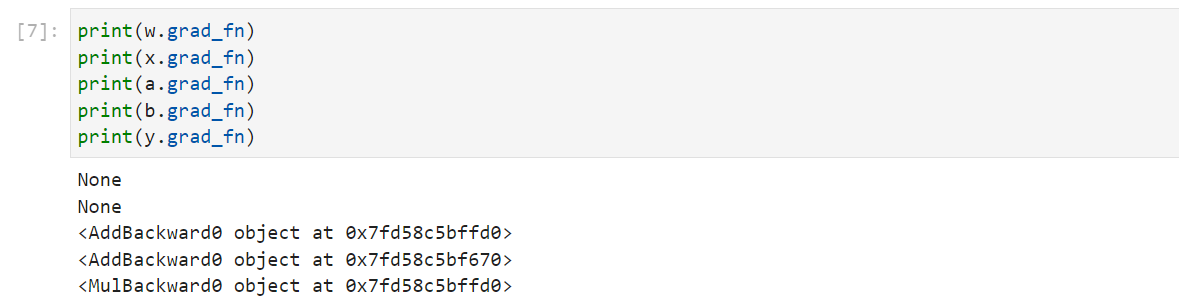 [7]: print(w.grad_fn)
print(x.grad_fn)
print(a.grad_fn)
print(b.grad_fn)
print(y.grad_fn)
None
None
<AddBackward0 object at 0x7fd58c5bffd0>
<AddBackward0 object at 0x7fd58c5bf670>
<MulBackward0 object at 0x7fd58c5bffd0>